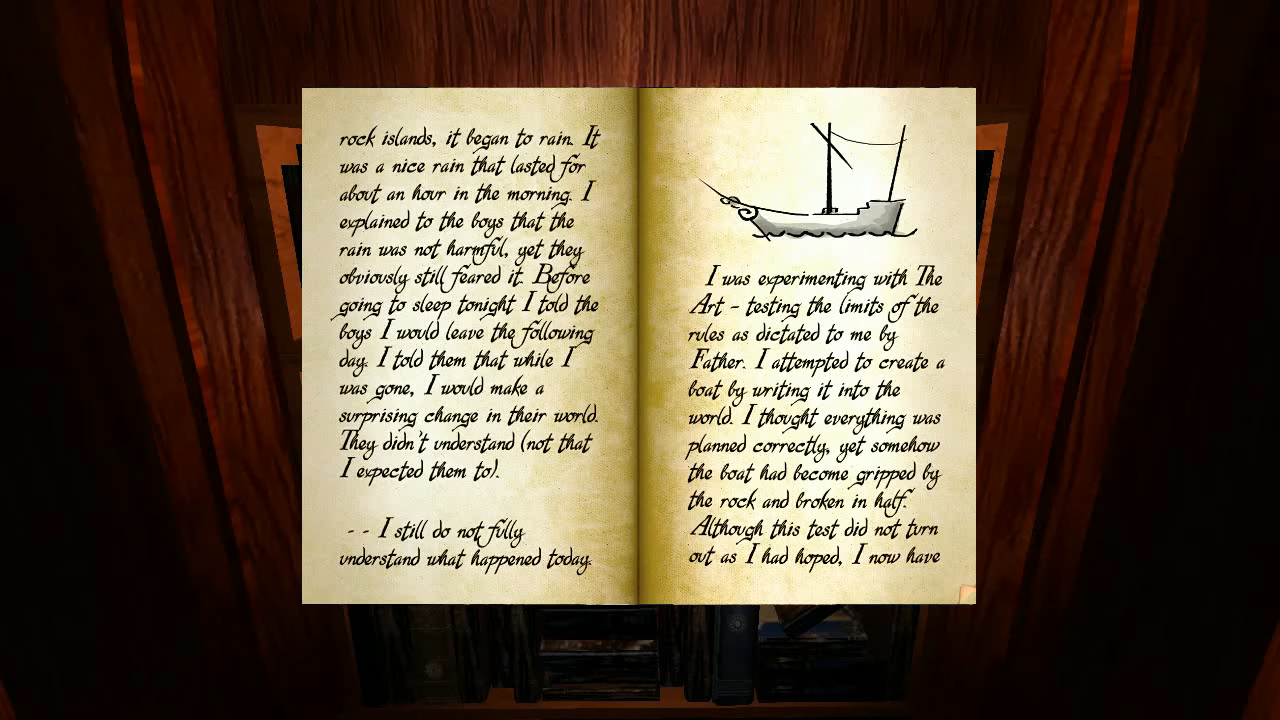 rock islands, it began to rain. It
was a nice rain that lasted for
about an hour in the morning. I
explained to the boys that the
rain was not harmful, yet they
obviously still feared it. Before
going to sleep tonight I told the
boys I would leave the following
day. I told them that while I
was gone, I would make a
surprising change in their world.
They didn't understand (not that
I expected them to).
-- I still do not fully
understand what happened today.
I was experimenting with The
Art - testing the limits of the
rules as dictated to me by
Father. I attempted to create a
boat by writing it into the
world. I thought everything was
planned correctly, yet somehow
the boat had become gripped by
the rock and broken in half.
Although this test did not turn
out as I had hoped, I now have